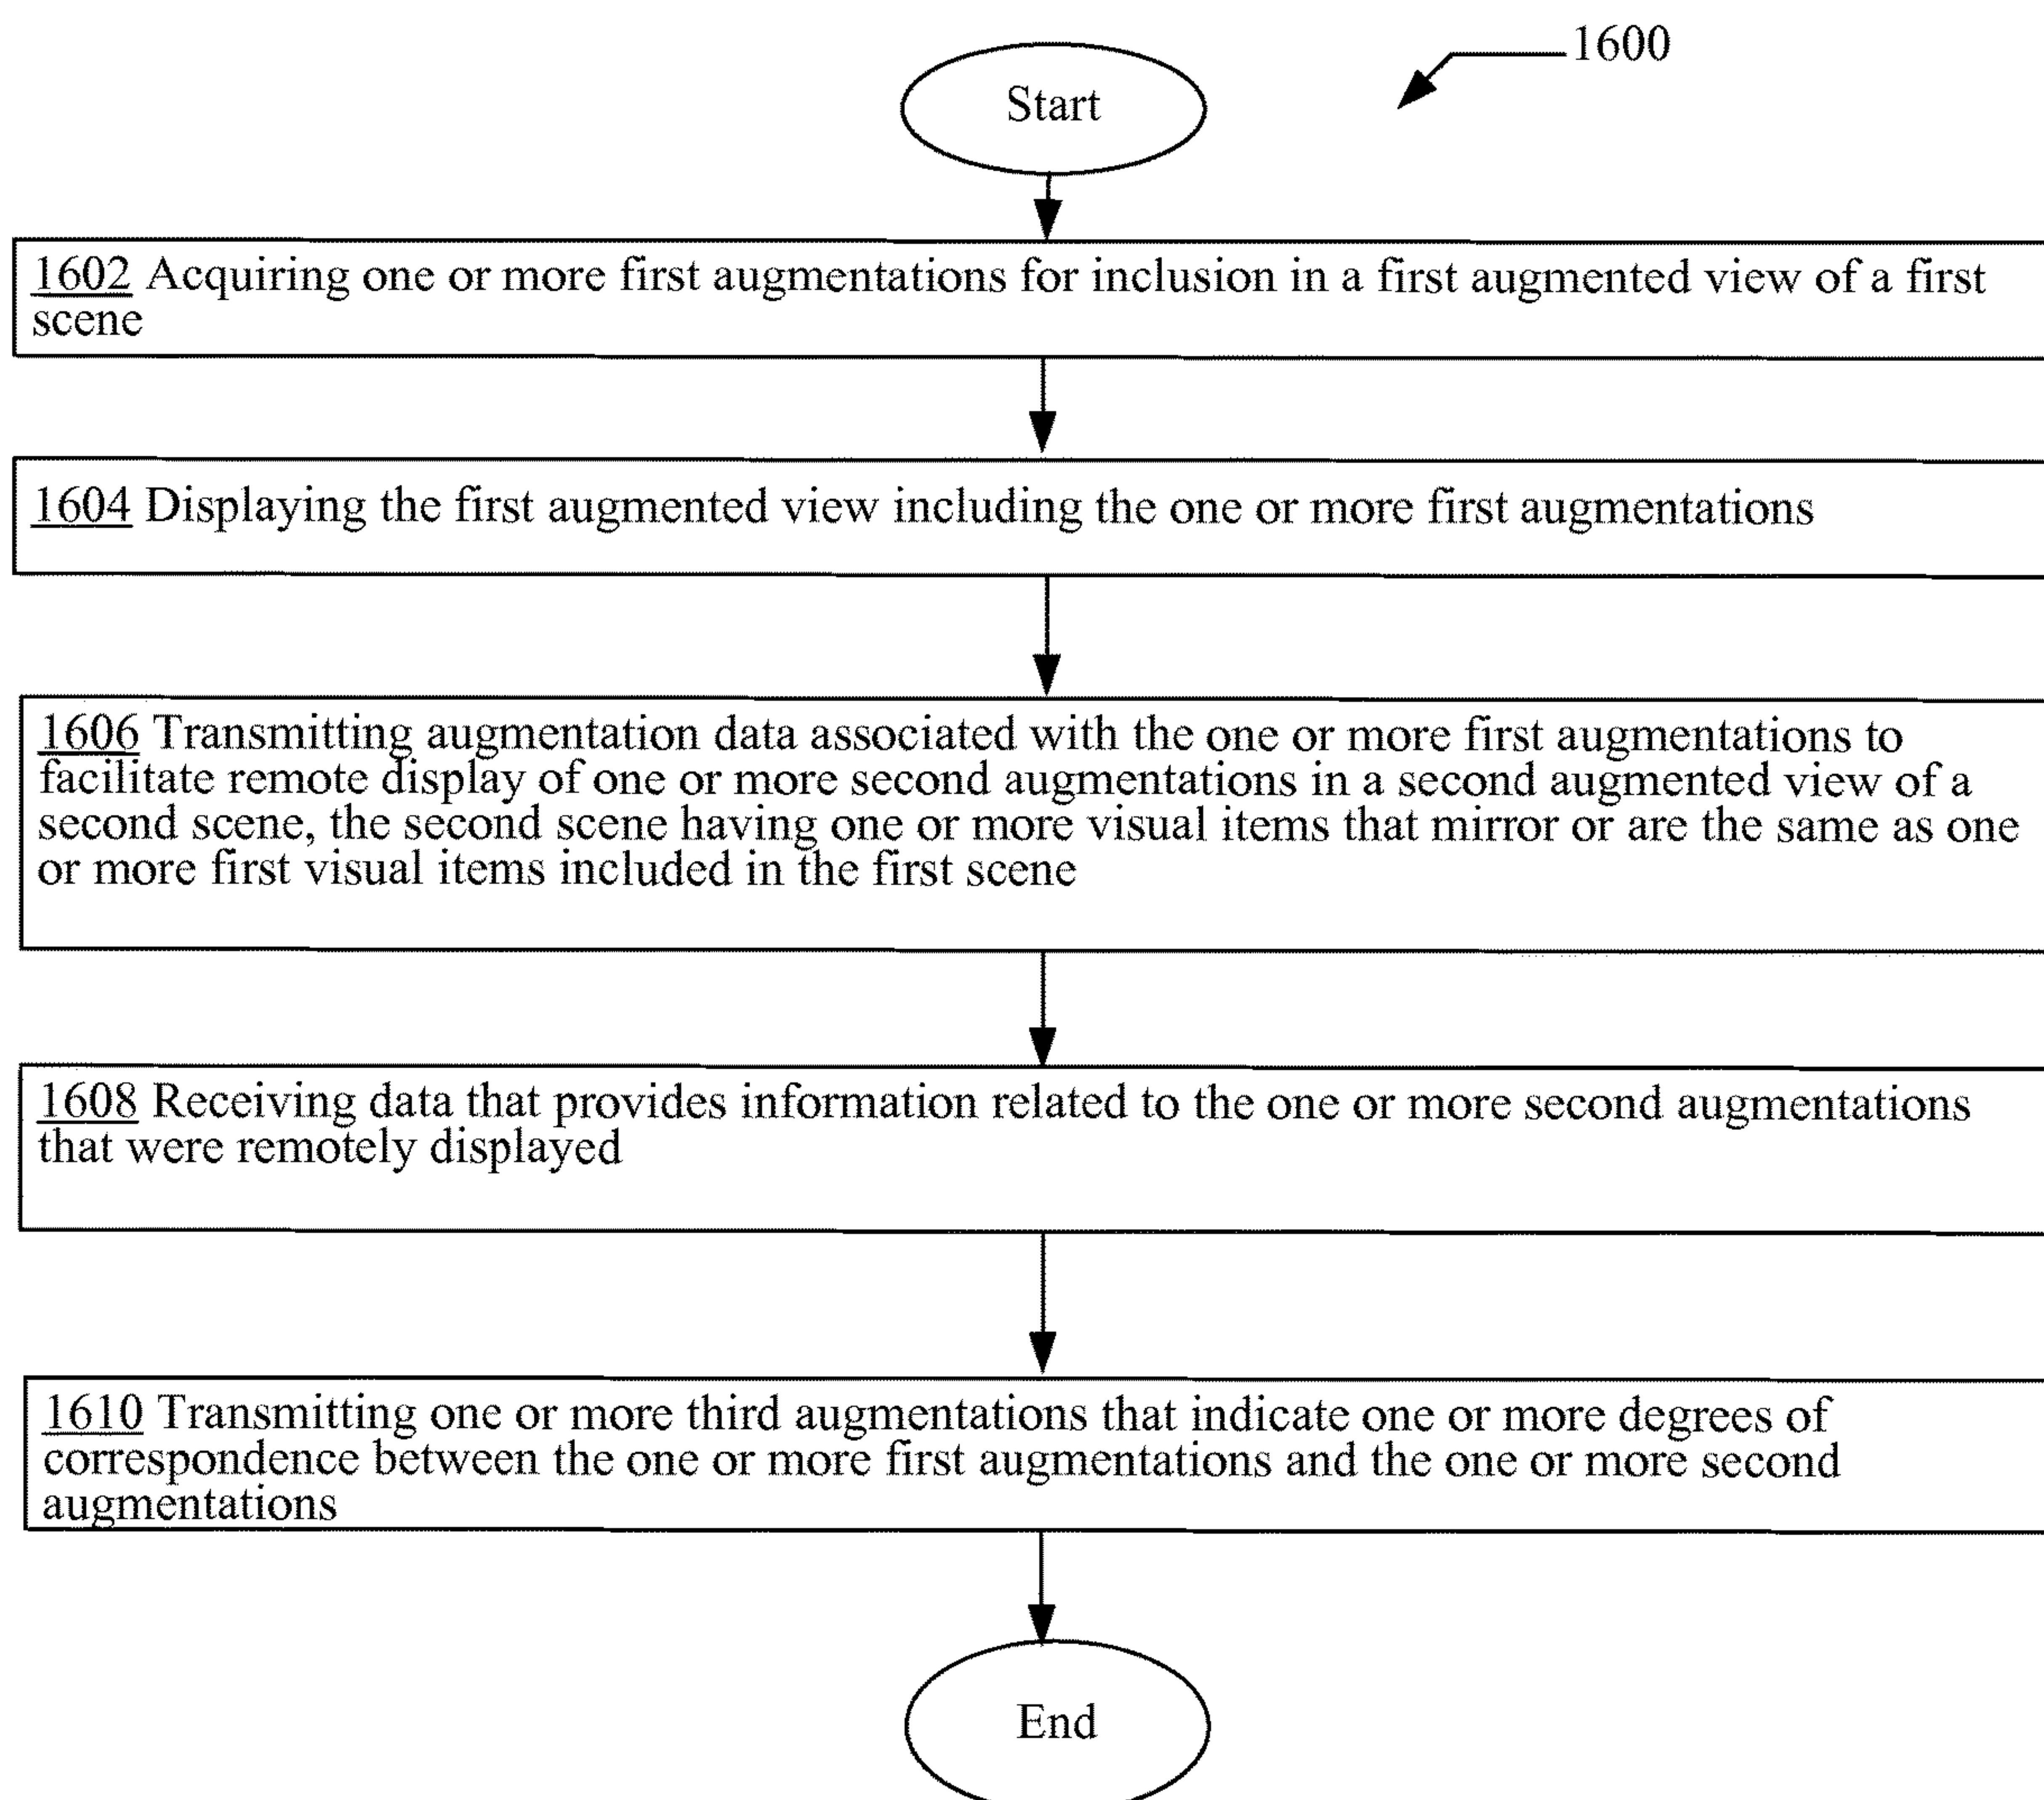 1600
Start
1602 Acquiring one or more first augmentations for inclusion in a first augmented view of a first
scene
1604 Displaying the first augmented view including the one or more first augmentations
1606 Transmitting augmentation data associated with the one or more first augmentations to
facilitate remote display of one or more second augmentations in a second augmented view of a
second scene, the second scene having one or more visual items that mirror or are the same as one
or more first visual items included in the first scene
1608 Receiving data that provides information related to the one or more second augmentations
that were remotely displayed
1610 Transmitting one or more third augmentations that indicate one or more degrees of
correspondence between the one or more first augmentations and the one or more second
augmentations
End